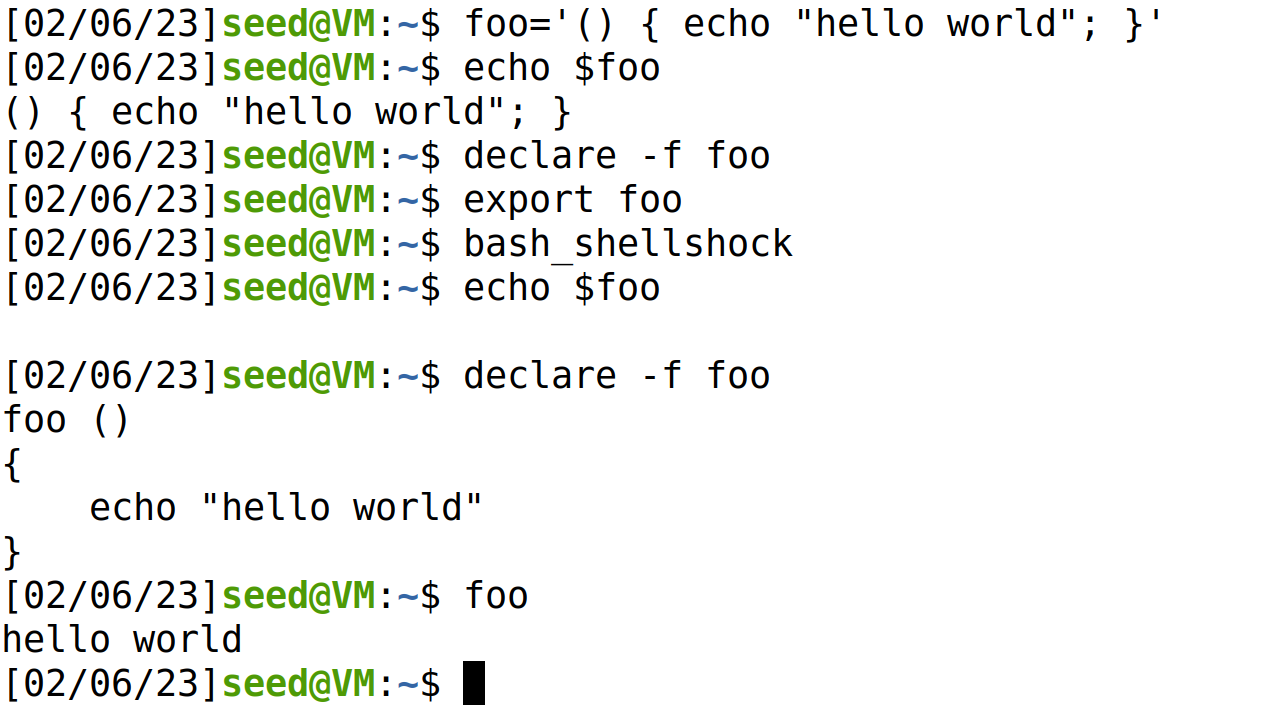 [02/06/23]seed@VM:~$ foo='() { echo "hello world"; }'
[02/06/23]seed@VM:~$ echo $foo
() { echo "hello world"; }
[02/06/23]seed@VM:~$ declare -f foo
[02/06/23]seed@VM:~$ export foo
[02/06/23]seed@VM:~$ bash_shellshock
[02/06/23]seed@VM:~$ echo $foo

[02/06/23]seed@VM:~$ declare -f foo
foo ()
{
    echo "hello world"
}
[02/06/23]seed@VM:~$ foo
hello world
[02/06/23]seed@VM:~$